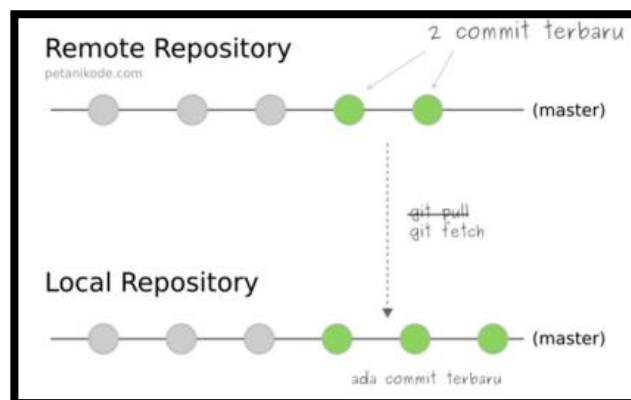 2 commit terbaru
Remote Repository
petanikode.com
(master)
git pull
git fetch
Local Repository
(master)
ada commit terbaru